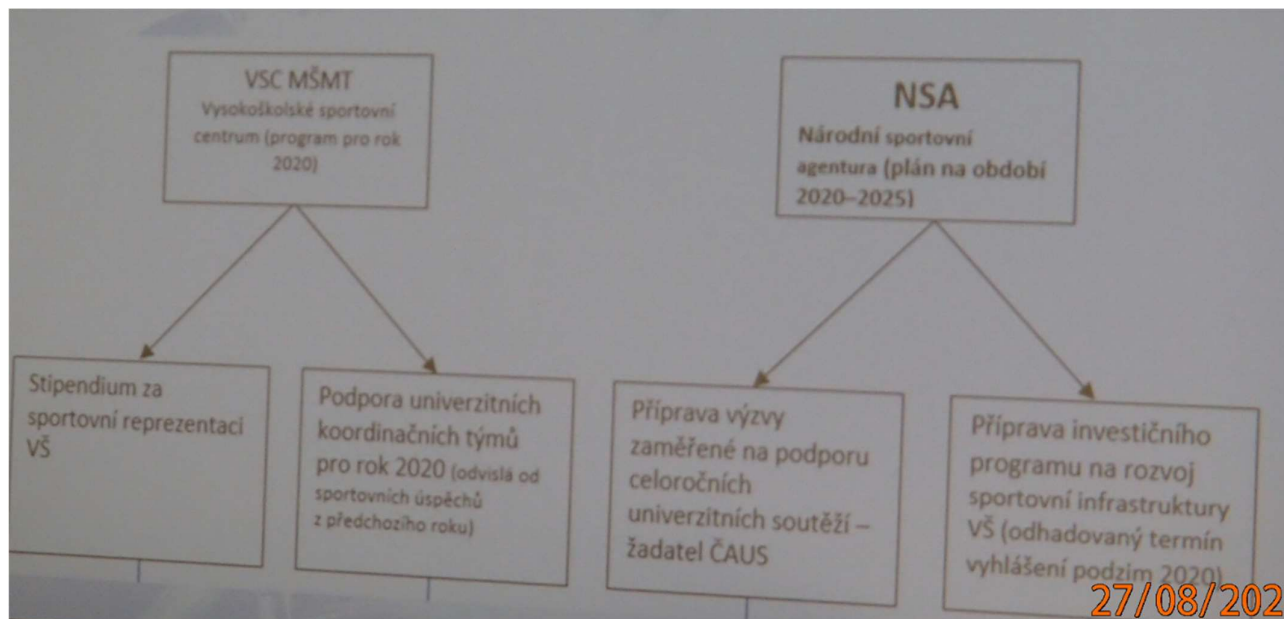 VSC MŠMT
Vysokoškolské sportovní
centrum (program pro rok
2020)
NSA
Národní sportovní
agentura (plán na období
2020–2025)
Stipendium za
sportovní reprezentaci
VŠ
Podpora univerzitních
koordinačních týmů
pro rok 2020 (odvislá od
sportovních úspěchů
z předchozího roku)
Příprava výzvy
zaměřené na podporu
celoročních
univerzitních soutěží –
žadatel ČAUS
Příprava investičního
programu na rozvoj
sportovní infrastruktury
VŠ (odhadovaný termín
vyhlášení podzim 2020)
27/08/202